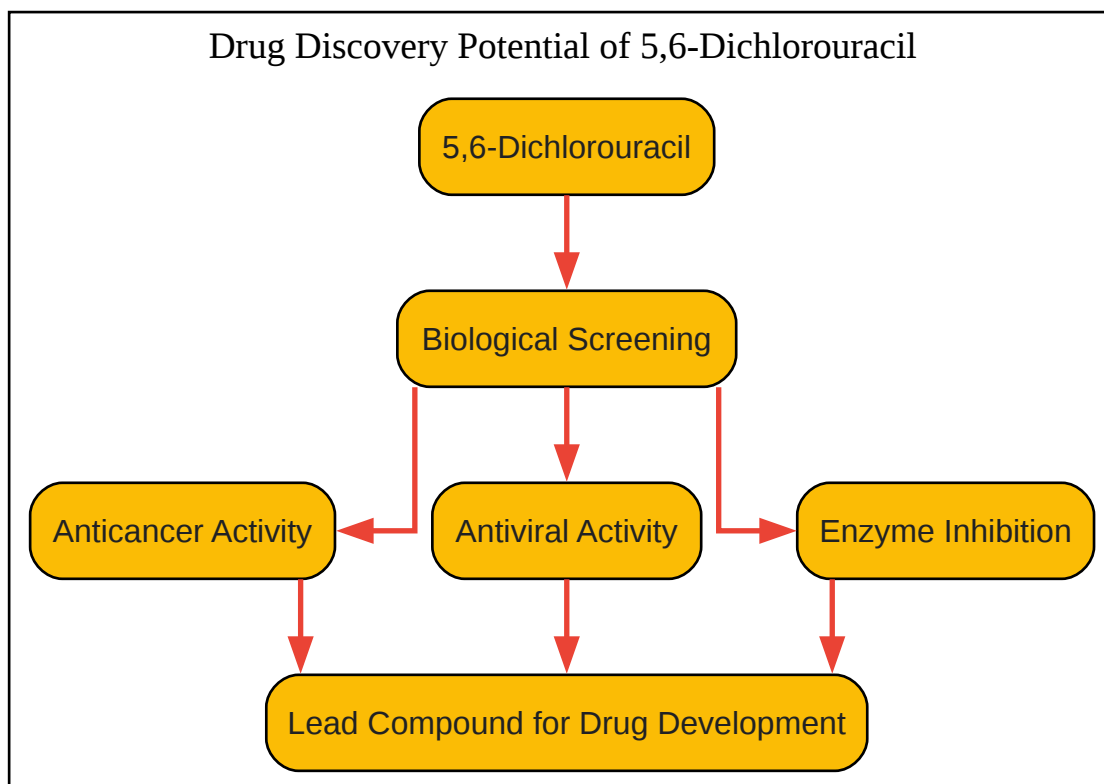 Drug Discovery Potential of 5,6-Dichlorouracil
5,6-Dichlorouracil
Biological Screening
Anticancer Activity
Antiviral Activity
Enzyme Inhibition
Lead Compound for Drug Development